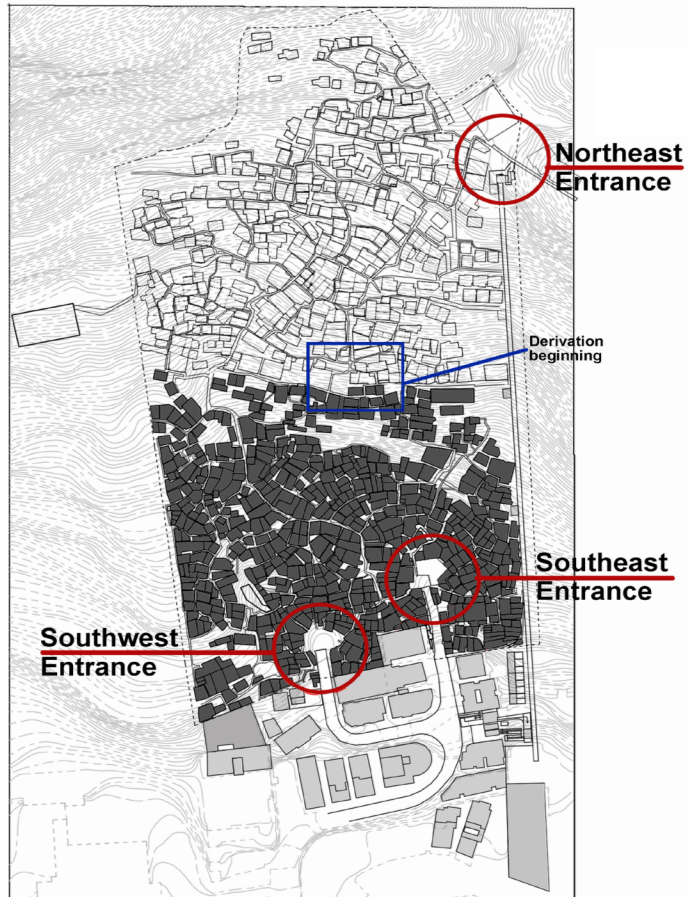 Northeast
Entrance
Derivation
beginning
Southeast
Entrance
Southwest
Entrance